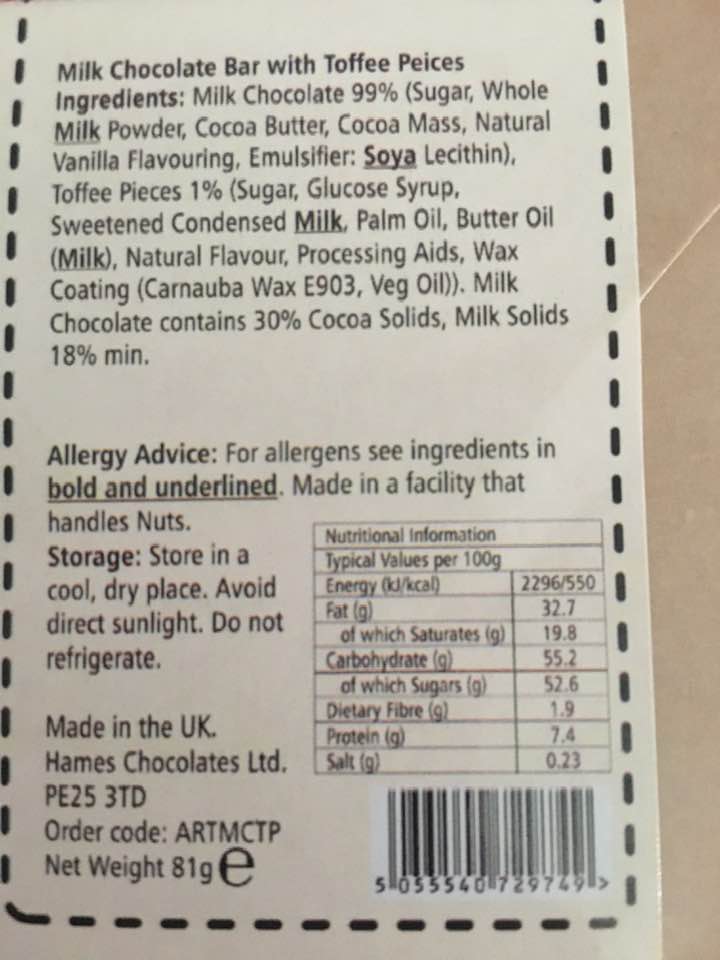 Milk Chocolate Bar with Toffee Peices
Ingredients: Milk Chocolate 99% (Sugar, Whole
Milk Powder, Cocoa Butter, Cocoa Mass, Natural
Vanilla Flavouring, Emulsifier: Soya Lecithin),
Toffee Pieces 1% (Sugar, Glucose Syrup,
Sweetened Condensed Milk, Palm Oil, Butter Oil
(Milk), Natural Flavour, Processing Aids, Wax
Coating (Carnauba Wax E903, Veg Oil)). Milk
Chocolate contains 30% Cocoa Solids, Milk Solids
18% min.
Allergy Advice: For allergens see ingredients in
bold and underlined. Made in a facility that
handles Nuts.
Storage: Store in a
cool, dry place. Avoid
direct sunlight. Do not
refrigerate.
Nutritional Information
Typical Values per 100g
Energy (kJ/kcal) 2296/550
Fat (g) 32.7
of which Saturates (g) 19.8
Carbohydrate (g) 55.2
of which Sugars (g) 52.6
Dietary Fibre (g) 1.9
Protein (g) 7.4
Salt (g) 0.23
Made in the UK.
Hames Chocolates Ltd.
PE25 3TD
Order code: ARTMCTP
Net Weight 81g e
5 055540 729749 >